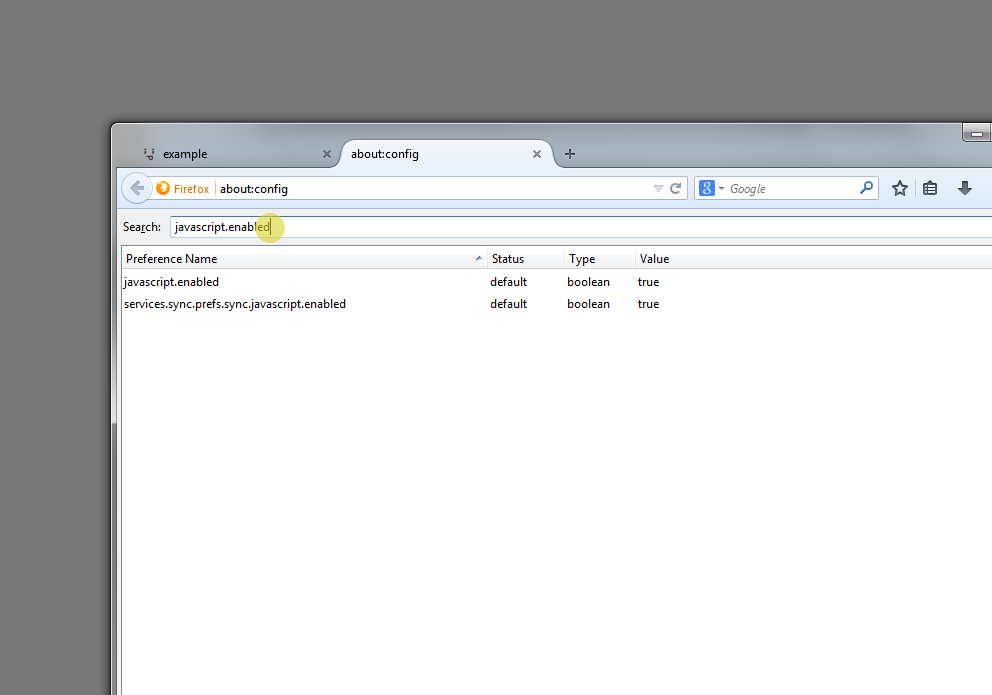 example
about:config
Firefox about:config
Google
Search: javascript.enabled
Preference Name Status Type Value
javascript.enabled default boolean true
services.sync.prefs.sync.javascript.enabled default boolean true